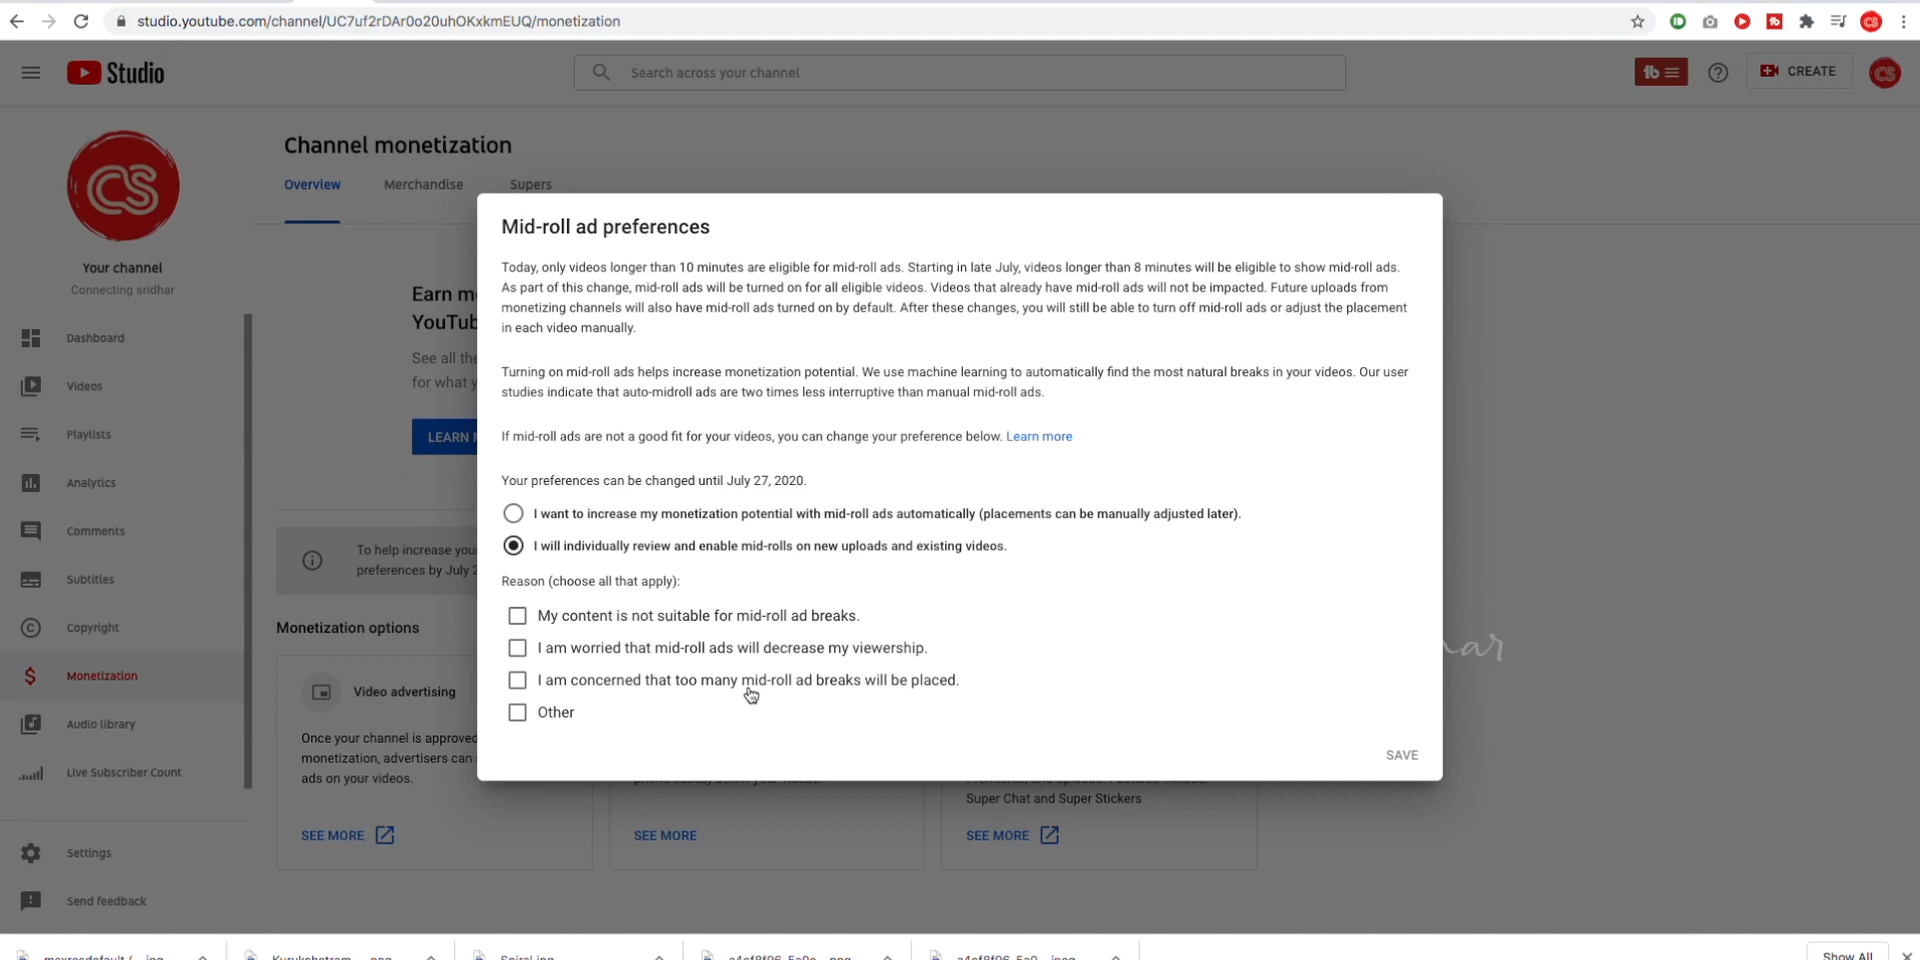 studio.youtube.com/channel/UC7uf2rDAr0o20uhOKxkmEUQ/monetization
Studio
Search across your channel
CREATE
CS
Channel monetization
Overview
Merchandise
Supers
Your channel
Connecting sridhar
Dashboard
Videos
Playlists
Analytics
Comments
Subtitles
Copyright
Monetization
Audio library
Live Subscriber Count
Settings
Send feedback
Earn
See all the
for what
LEARN
To help increase
preferences by July
Monetization options
Video advertising
Once your channel is approved
monetization, advertisers can
ads on your videos.
SEE MORE
SEE MORE
Super Chat and Super Stickers
SEE MORE
Mid-roll ad preferences
Today, only videos longer than 10 minutes are eligible for mid-roll ads. Starting in late July, videos longer than 8 minutes will be eligible to show mid-roll ads.
As part of this change, mid-roll ads will be turned on for all eligible videos. Videos that already have mid-roll ads will not be impacted. Future uploads from
monetizing channels will also have mid-roll ads turned on by default. After these changes, you will still be able to turn off mid-roll ads or adjust the placement
in each video manually.
Turning on mid-roll ads helps increase monetization potential. We use machine learning to automatically find the most natural breaks in your videos. Our user
studies indicate that auto-midroll ads are two times less interruptive than manual mid-roll ads.
If mid-roll ads are not a good fit for your videos, you can change your preference below. Learn more
Your preferences can be changed until July 27, 2020.
I want to increase my monetization potential with mid-roll ads automatically (placements can be manually adjusted later).
I will individually review and enable mid-rolls on new uploads and existing videos.
Reason (choose all that apply):
My content is not suitable for mid-roll ad breaks.
I am worried that mid-roll ads will decrease my viewership.
I am concerned that too many mid-roll ad breaks will be placed.
Other
SAVE
Show All